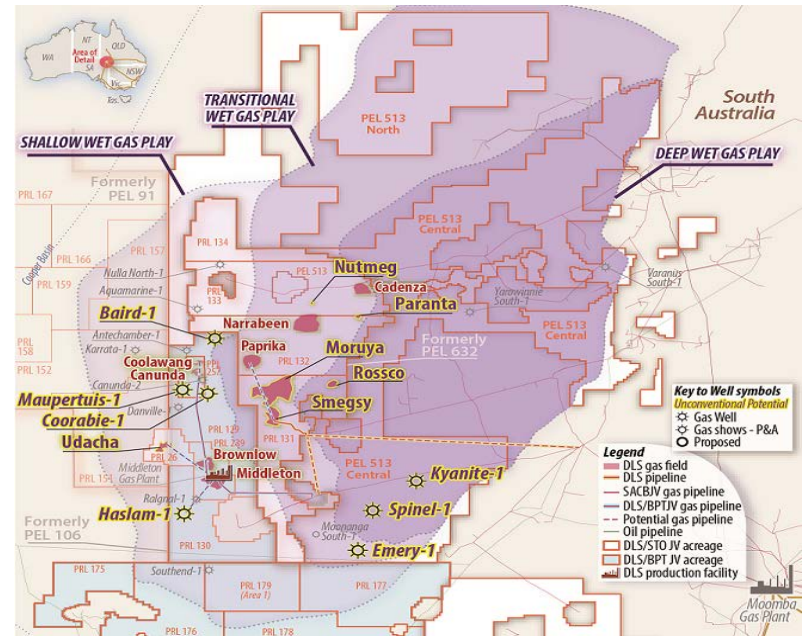 WA
NT
QLD
Area of
Detail
SA
NSW
Vic
Tas.
TRANSITIONAL
WET GAS PLAY
SHALLOW WET GAS PLAY
DEEP WET GAS PLAY
South
Australia
PEL 513
North
Formerly
PEL 91
PRL 167
Cooper Basin
PRL 157
PRL 134
PRL 166
PRL 159
PEL 513
Central
Nulla North-1
PEL 513
Nutmeg
Aquamarine-1
PRL
133
Cadenza
Yarowinnie
South-1
Varanus
South-1
Baird-1
Paranta
Narrabeen
PEL 513
Central
Antechamber-1
Karrata-1
Paprika
Formerly
PEL 632
PRL
158
PRL 152
Coolawang
Canunda
Moruya
PRL 132
Canunda-2
Rossco
Maupertuis-1
Coorabie-1
Danville-1
Smegsy
Udacha
PRL 129
PRL 131
PRL 26
Brownlow
Middleton
Middleton
Gas Plant
PEL 513
Central
Kyanite-1
Ralgnal-1
Haslam-1
Spinel-1
Formerly
PEL 106
Moonanga
South-1
PRL 130
Emery-1
Southend-1
PRL 175
PRL 179
(Area 1)
PRL 177
PRL 176
PRL 178
Key to Well symbols
Unconventional Potential
Gas Well
Gas shows - P&A
Proposed
Legend
DLS gas field
DLS pipeline
SACBJV gas pipeline
DLS/BPTJV gas pipeline
Potential gas pipeline
Oil pipeline
DLS/STO JV acreage
DLS/BPT JV acreage
DLS production facility
Moomba
Gas Plant